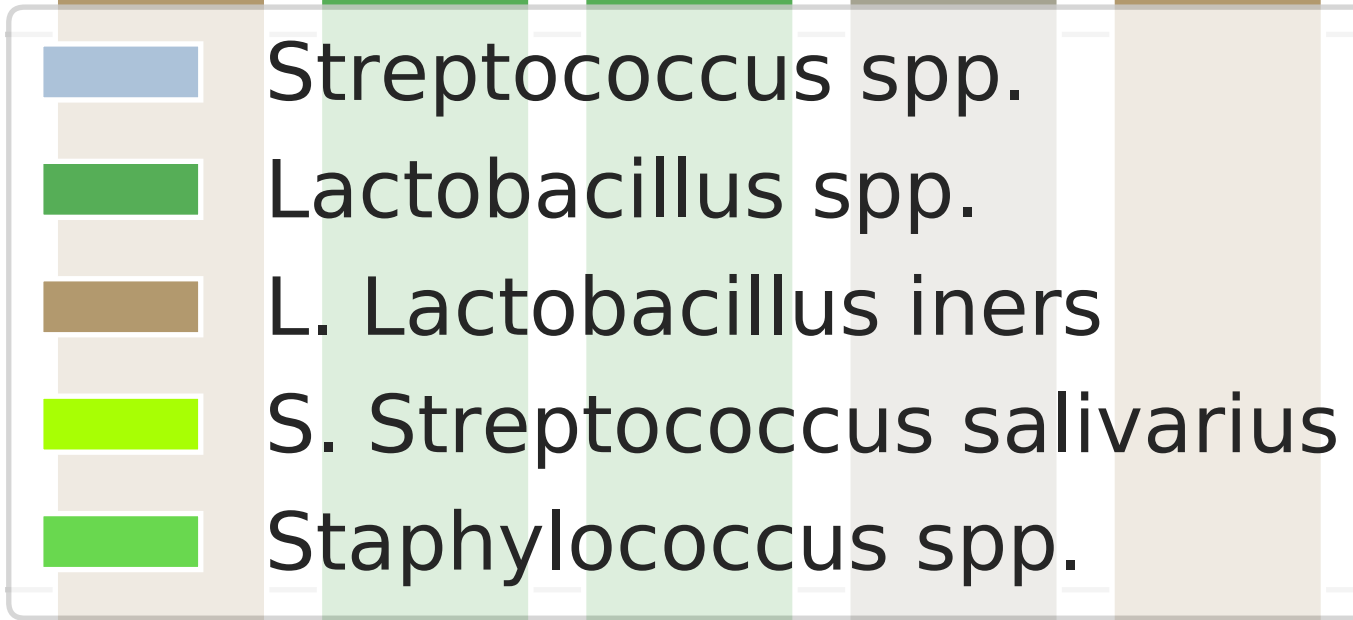 Streptococcus spp.
Lactobacillus spp.
L. Lactobacillus iners
S. Streptococcus salivarius
Staphylococcus spp.